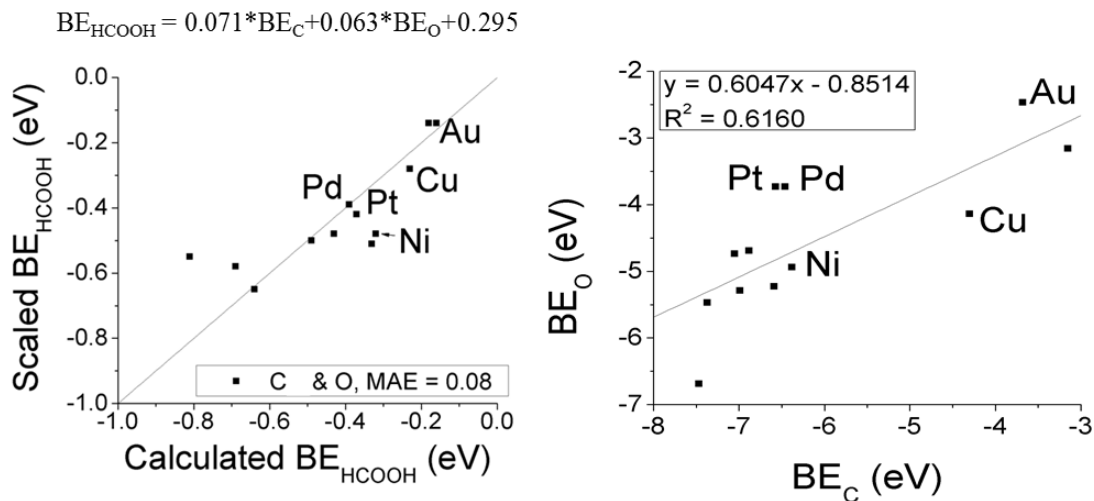 BE_HCOOH = 0.071*BE_C+0.063*BE_O+0.295
Scaled BE_HCOOH (eV)
0.0
-0.2
-0.4
-0.6
-0.8
-1.0
Au
Cu
Pd
Pt
Ni
C & O, MAE = 0.08
-1.0 -0.8 -0.6 -0.4 -0.2 0.0
Calculated BE_HCOOH (eV)
BE_O (eV)
-2
-3
-4
-5
-6
-7
y = 0.6047x - 0.8514
R² = 0.6160
Au
Pt Pd
Cu
Ni
-8 -7 -6 -5 -4 -3
BE_C (eV)